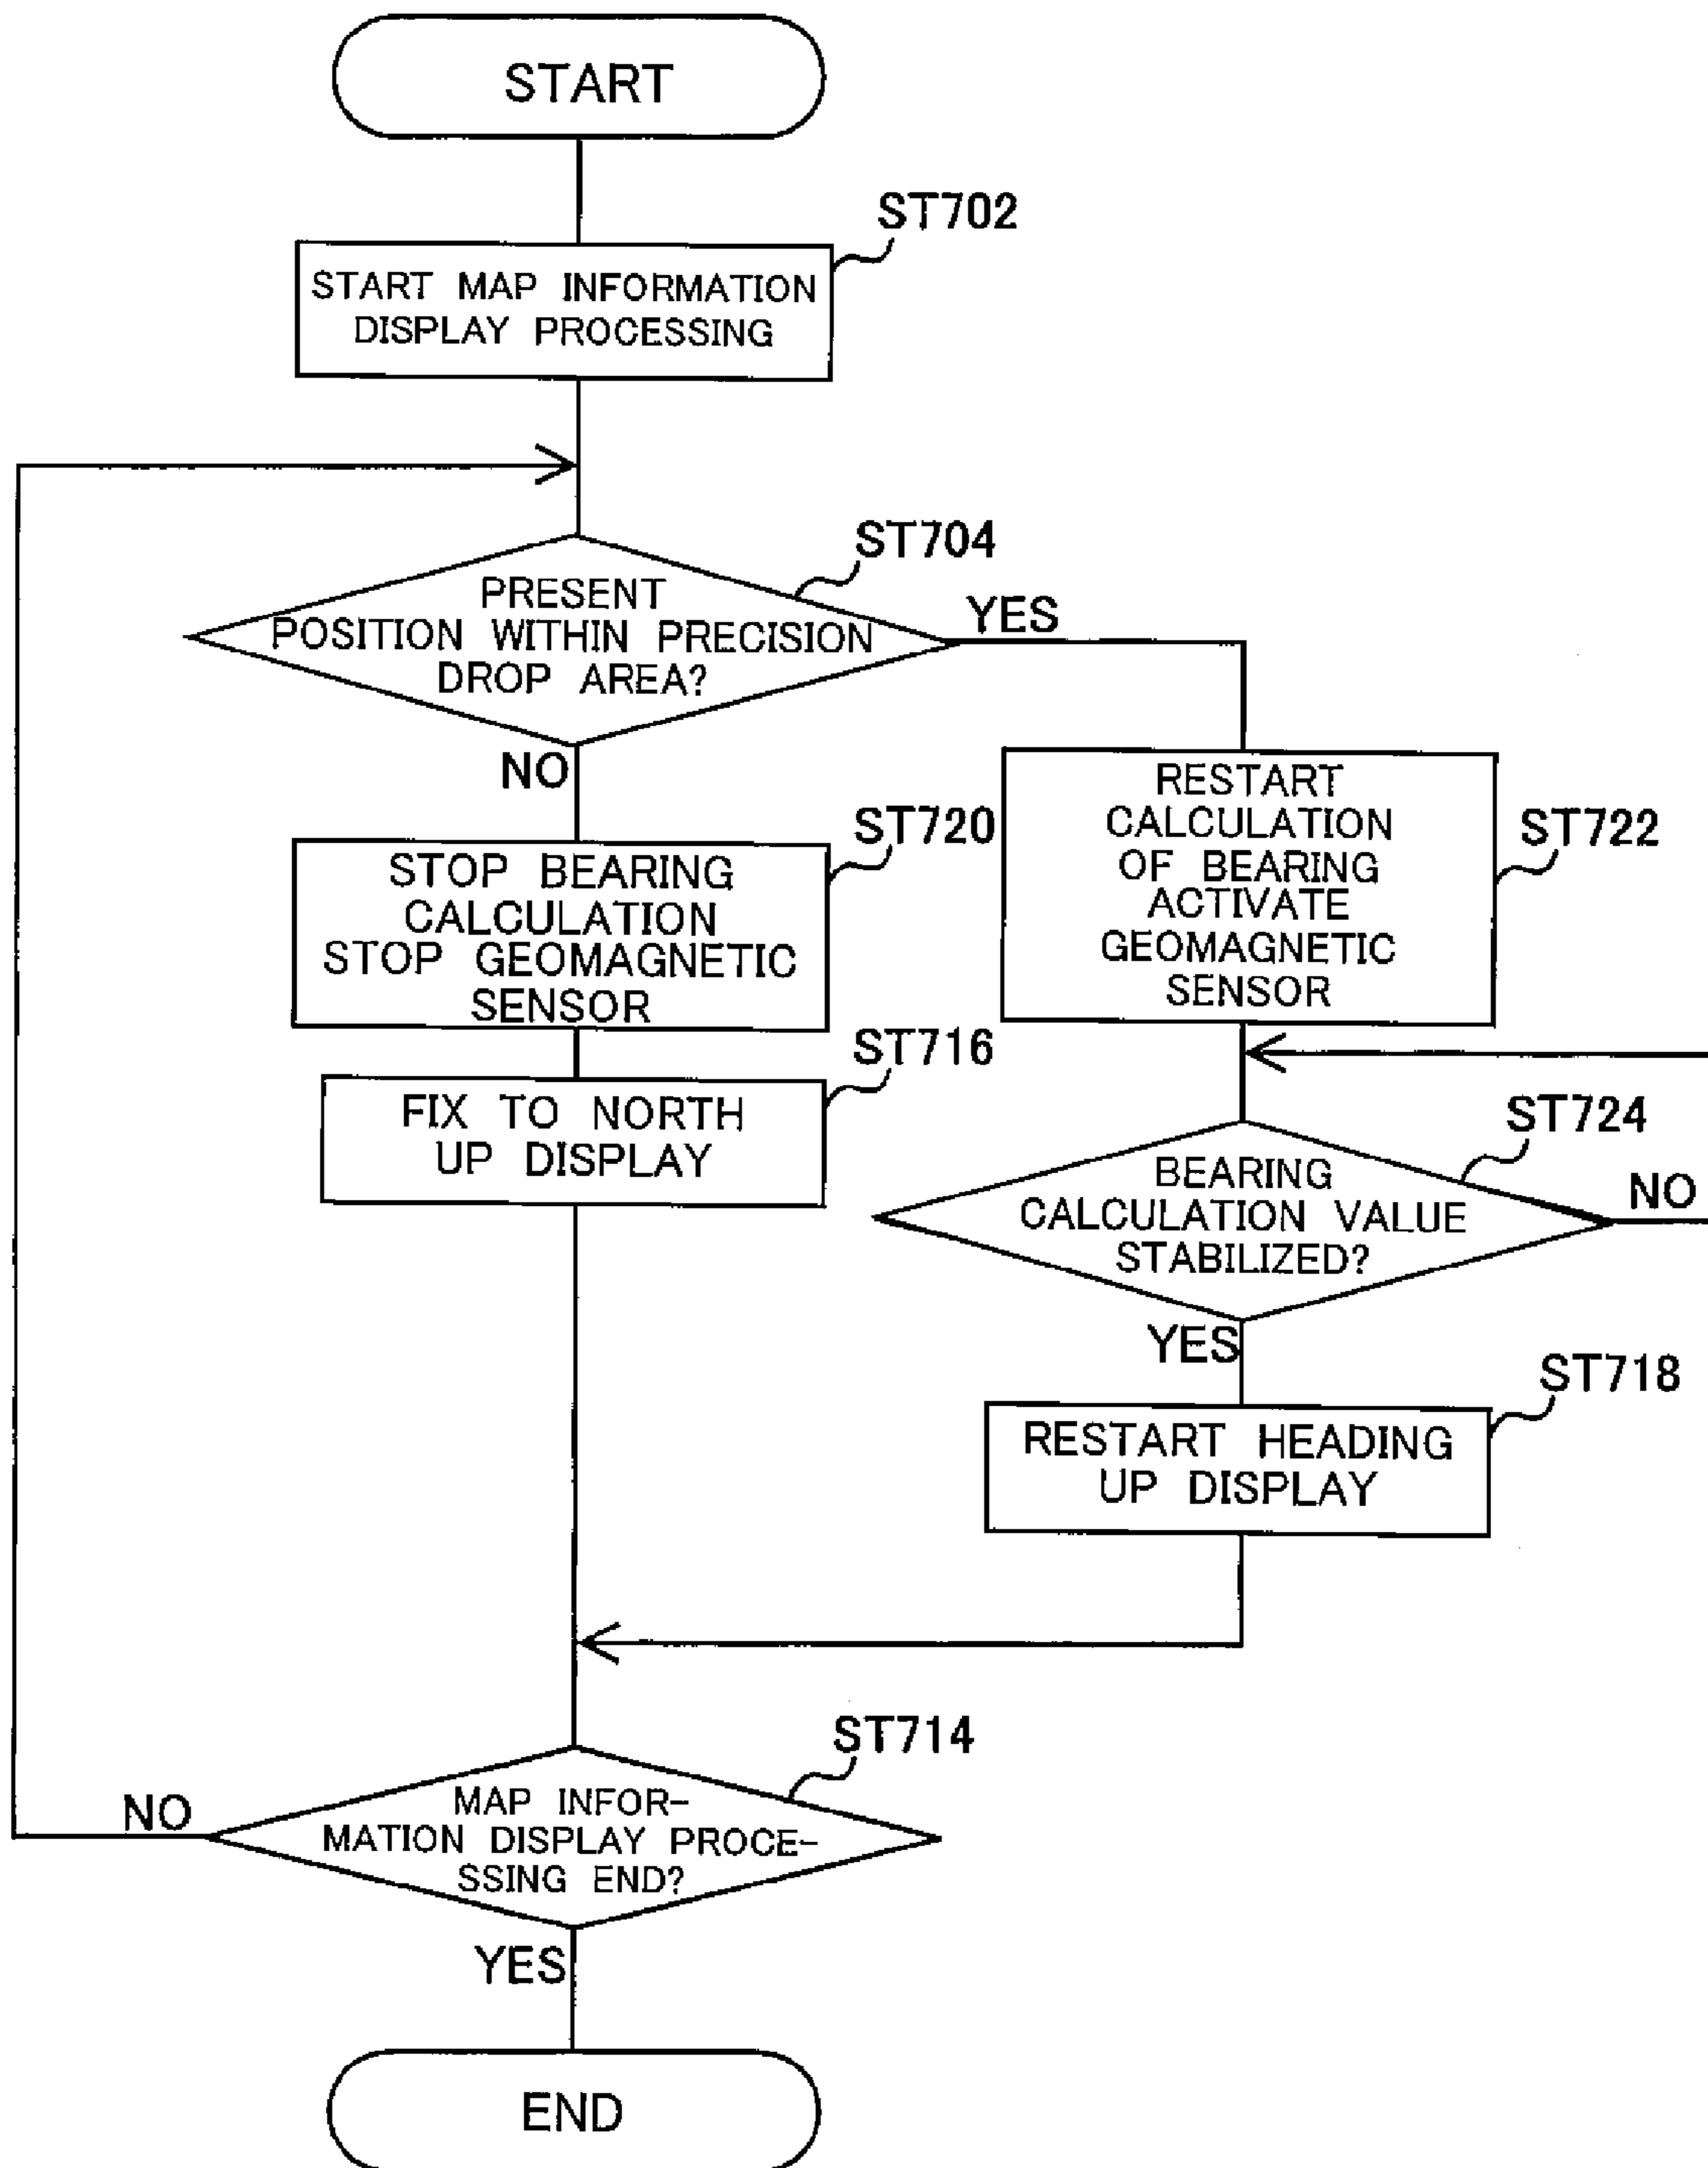 START
ST702
START MAP INFORMATION
DISPLAY PROCESSING
ST704
PRESENT
POSITION WITHIN PRECISION
DROP AREA?
YES
NO
ST720
STOP BEARING
CALCULATION
STOP GEOMAGNETIC
SENSOR
ST722
RESTART
CALCULATION
OF BEARING
ACTIVATE
GEOMAGNETIC
SENSOR
ST716
FIX TO NORTH
UP DISPLAY
ST724
BEARING
CALCULATION VALUE
STABILIZED?
NO
YES
ST718
RESTART HEADING
UP DISPLAY
ST714
MAP INFOR-
MATION DISPLAY PROCE-
SSING END?
NO
YES
END